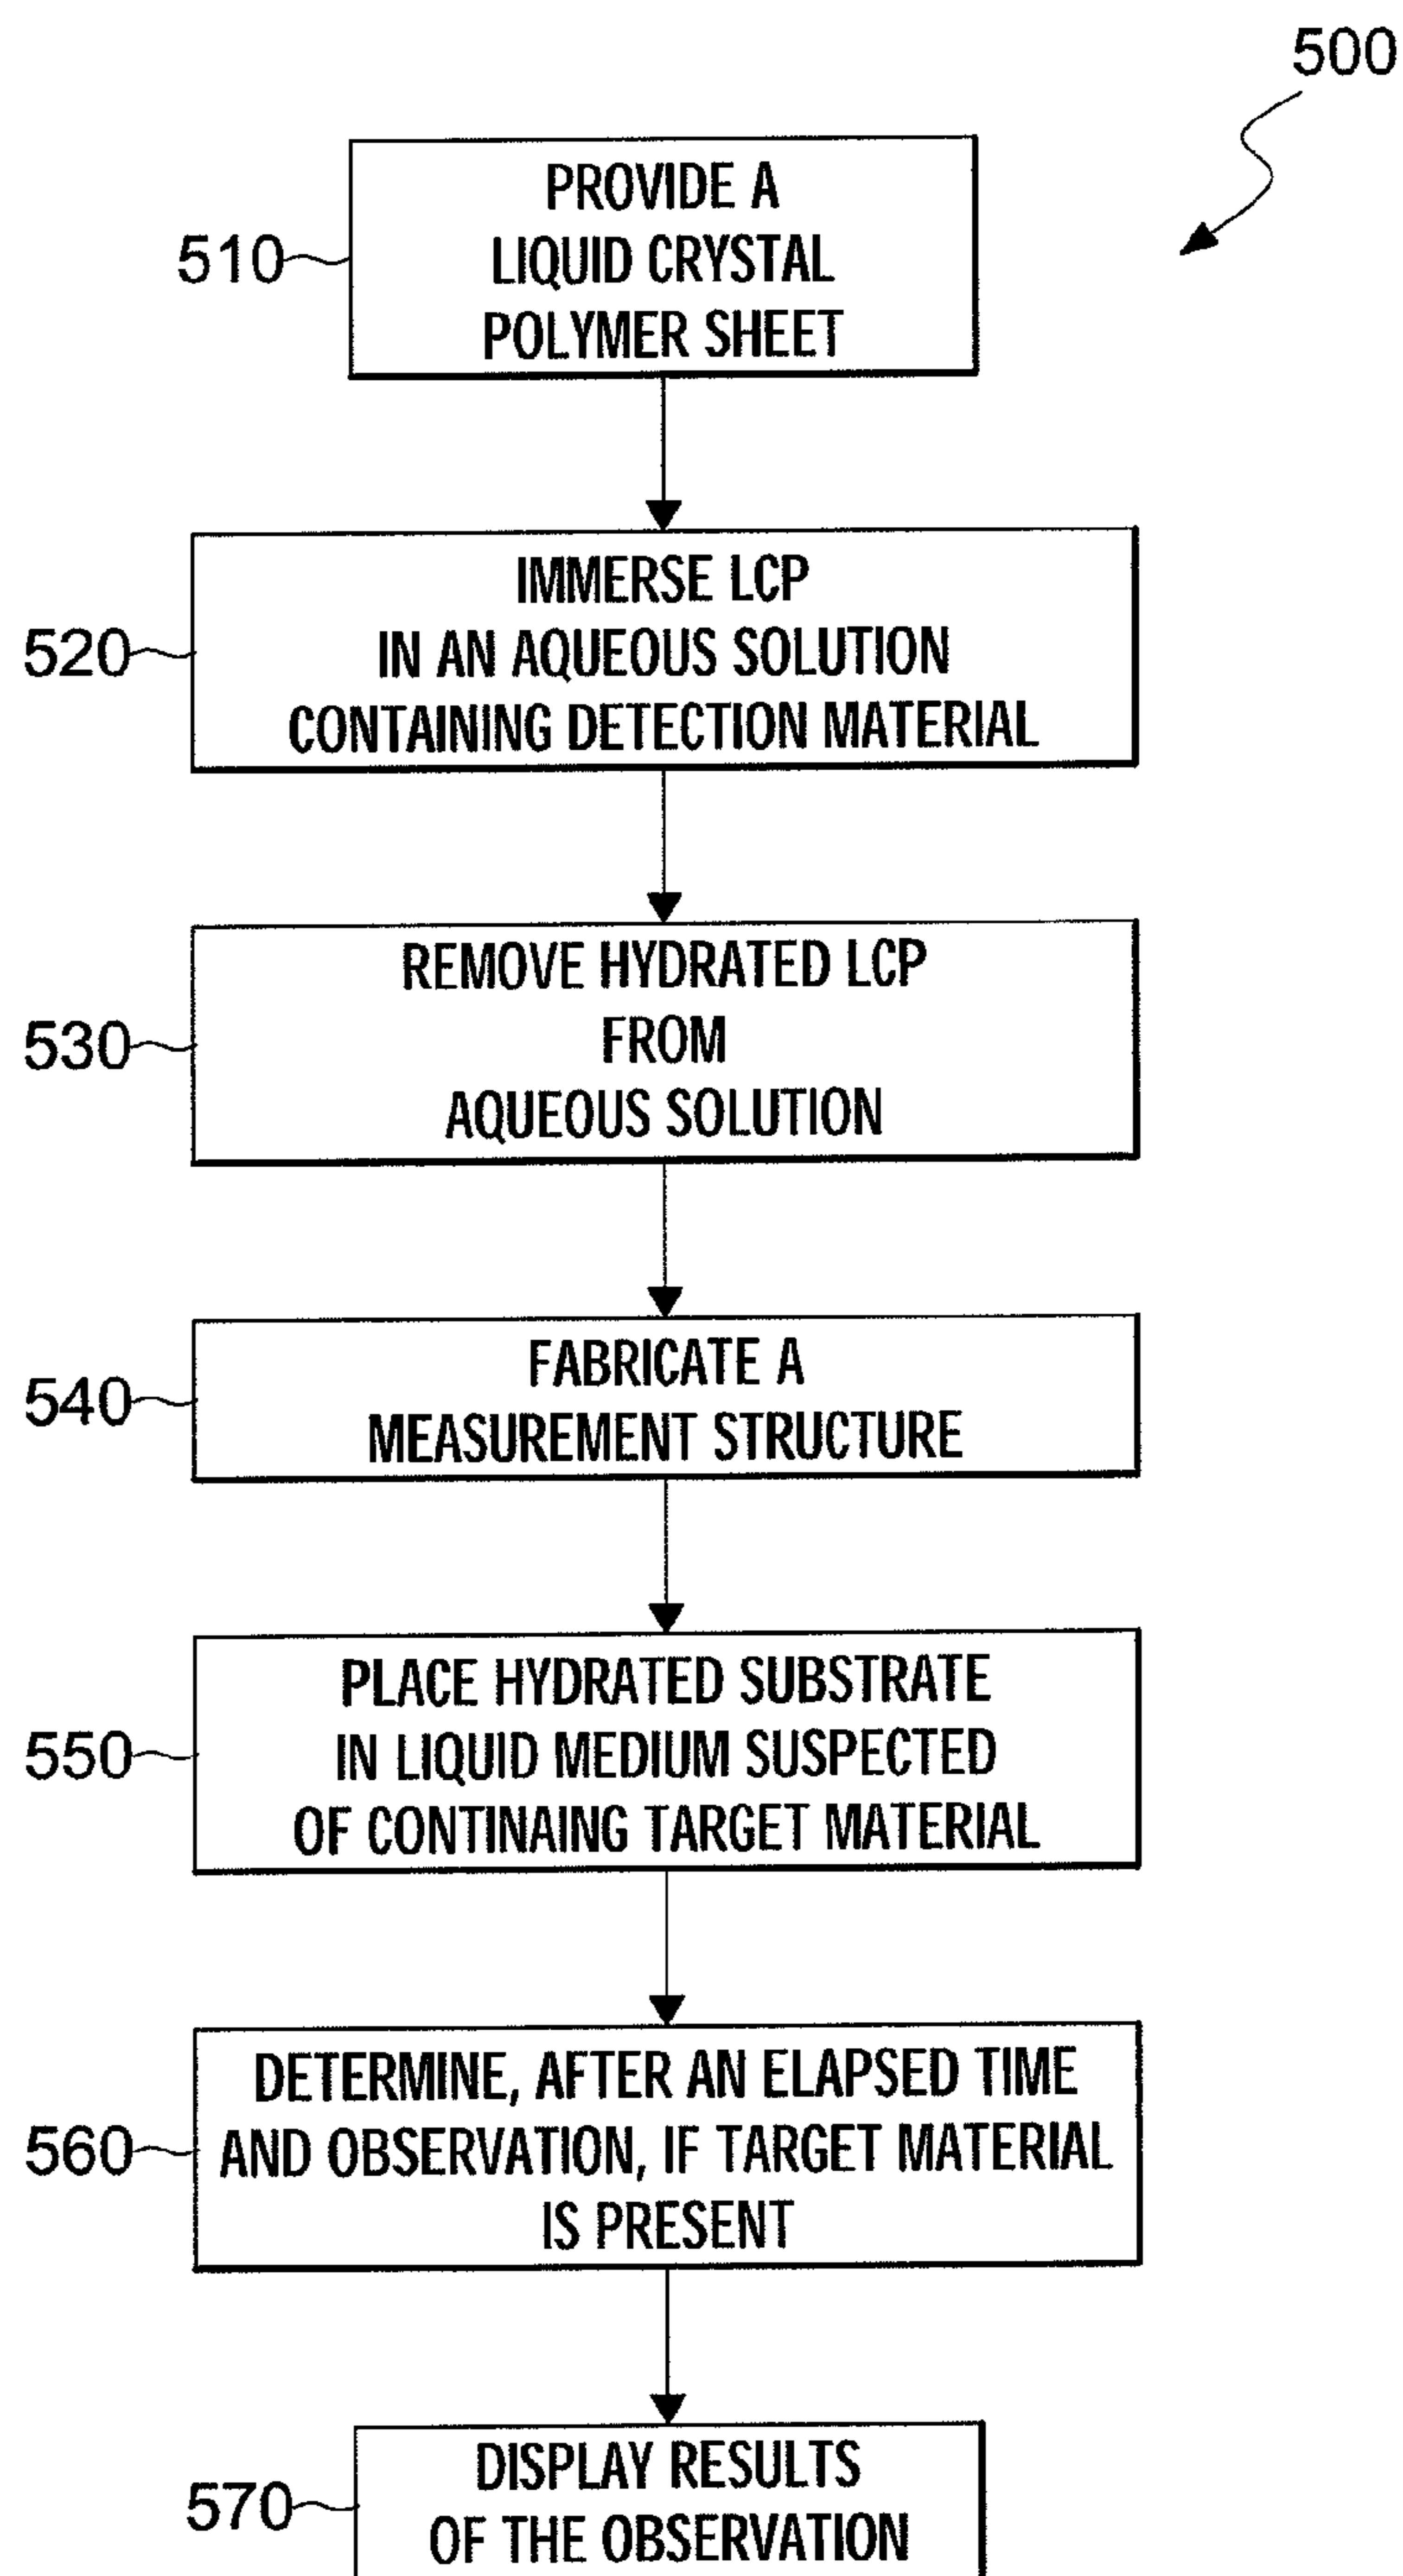 500
510
PROVIDE A
LIQUID CRYSTAL
POLYMER SHEET
520
IMMERSE LCP
IN AN AQUEOUS SOLUTION
CONTAINING DETECTION MATERIAL
530
REMOVE HYDRATED LCP
FROM
AQUEOUS SOLUTION
540
FABRICATE A
MEASUREMENT STRUCTURE
550
PLACE HYDRATED SUBSTRATE
IN LIQUID MEDIUM SUSPECTED
OF CONTINAING TARGET MATERIAL
560
DETERMINE, AFTER AN ELAPSED TIME
AND OBSERVATION, IF TARGET MATERIAL
IS PRESENT
570
DISPLAY RESULTS
OF THE OBSERVATION